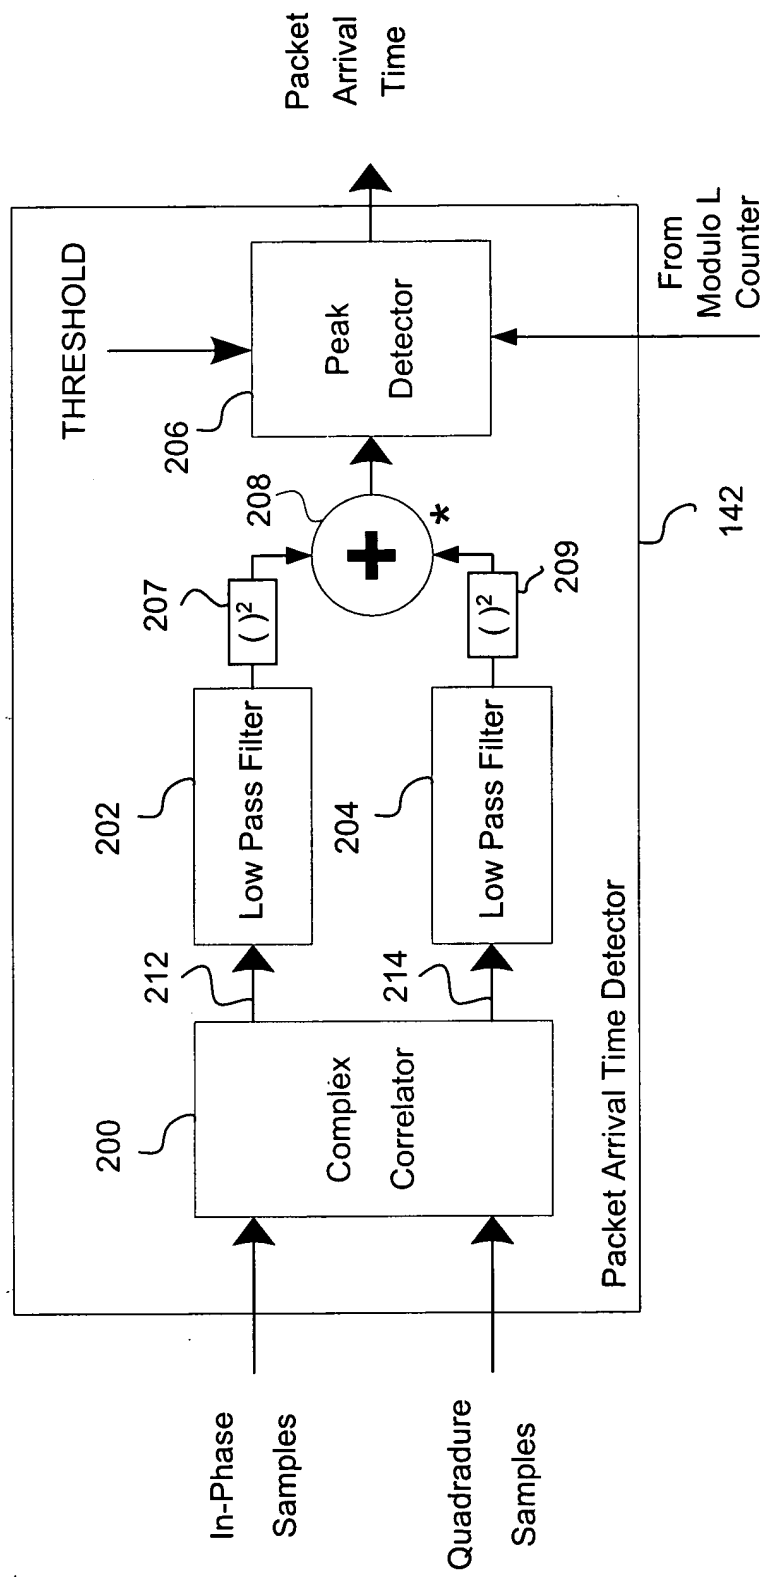 In-Phase
Samples
Quadradure
Samples
200
Complex
Correlator
212
214
202
Low Pass Filter
204
Low Pass Filter
207
( )²
209
( )²
208
+
*
206
THRESHOLD
Peak
Detector
Packet
Arrival
Time
From
Modulo L
Counter
142
Packet Arrival Time Detector